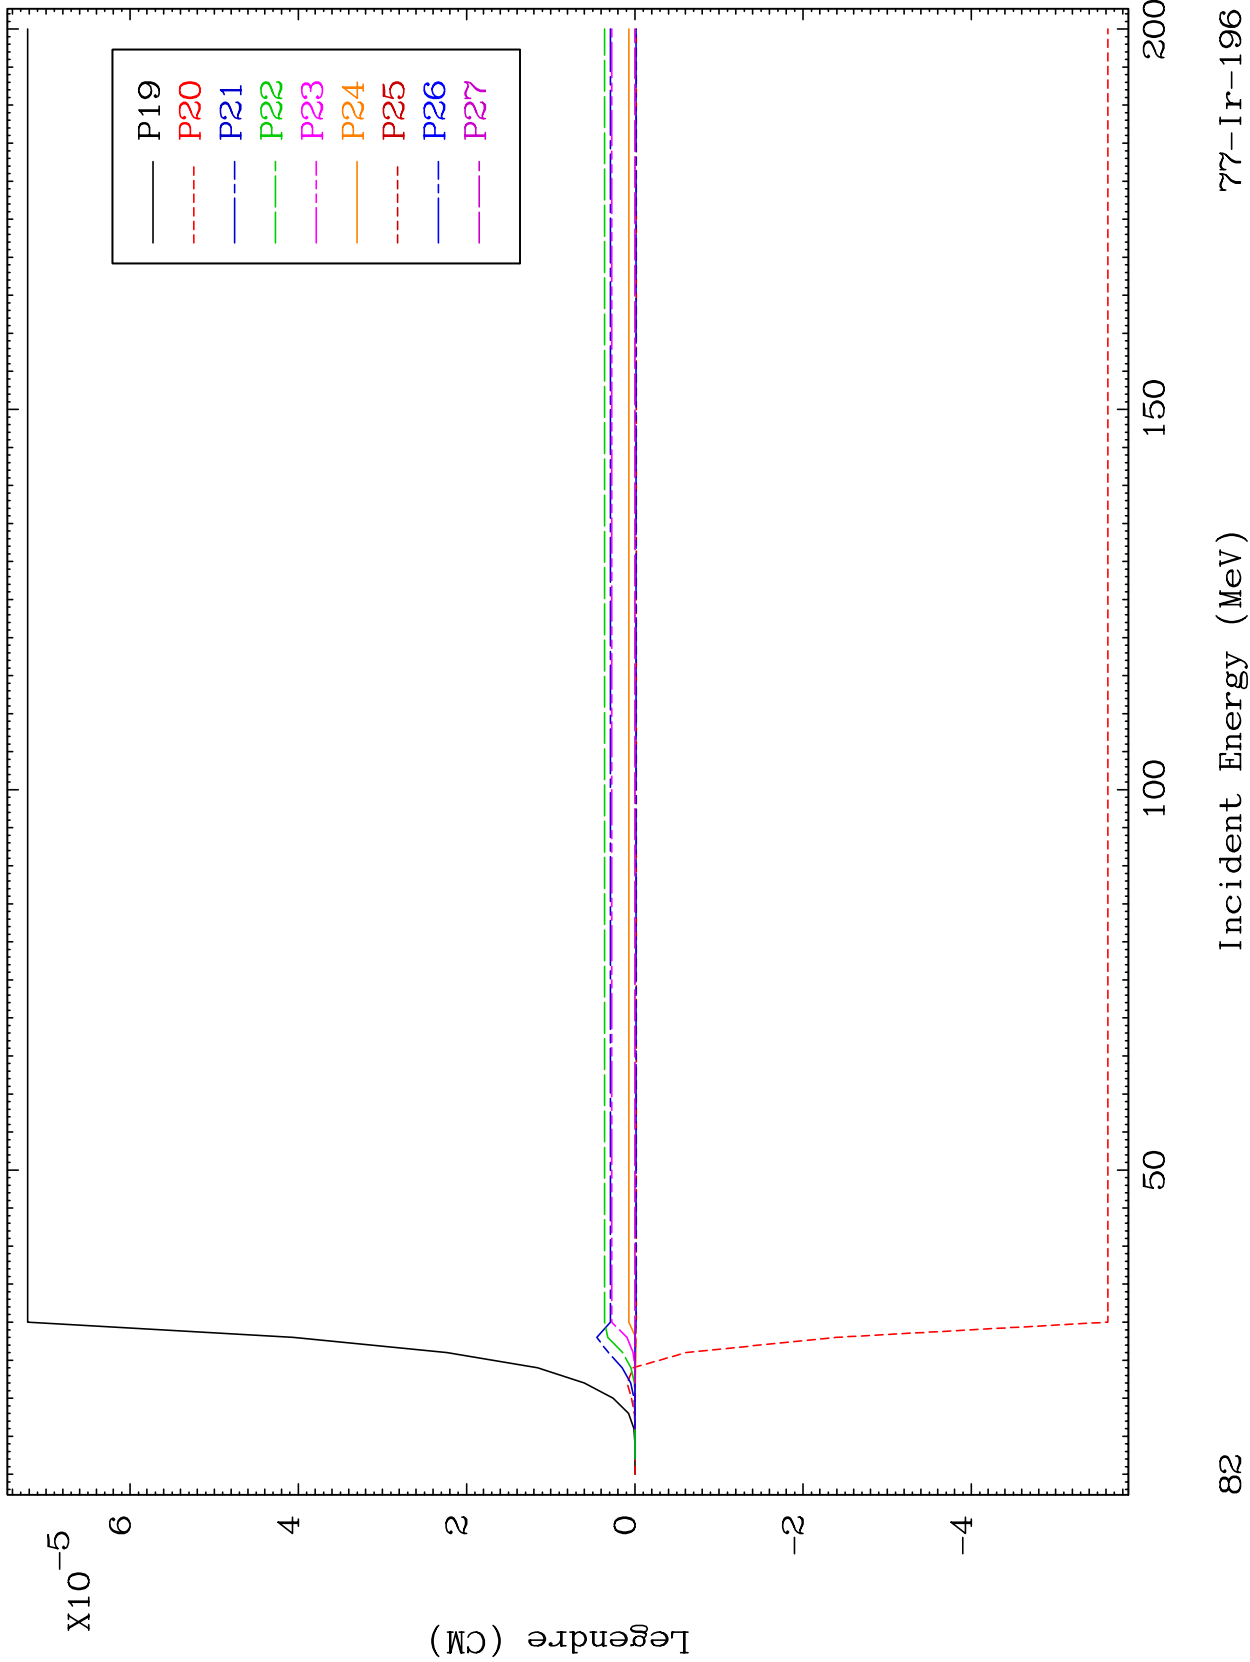 X10
-5
6
4
2
0
-2
-4
Legendre (CM)
P19
P20
P21
P22
P23
P24
P25
P26
P27
50
100
150
200
Incident Energy (MeV)
82
77-Ir-196